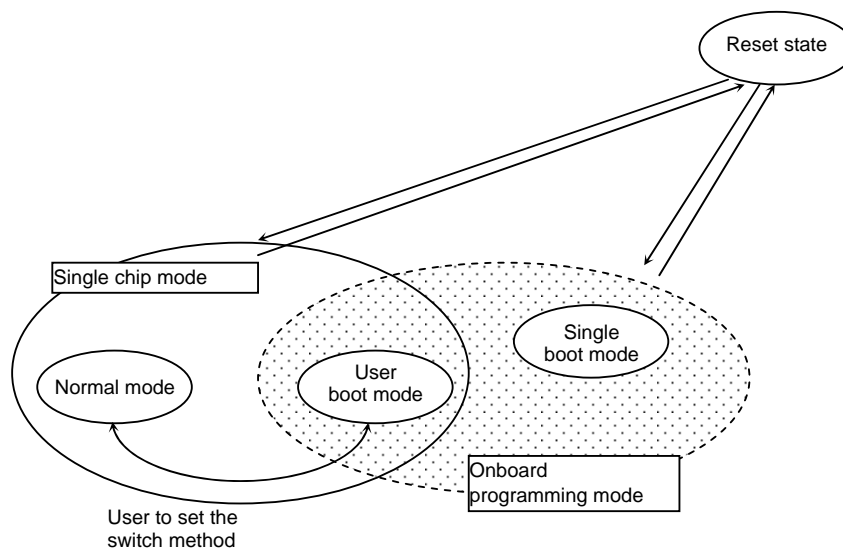 Reset state
Single chip mode
Single
boot mode
User
boot mode
Normal mode
Onboard
programming mode
User to set the
switch method